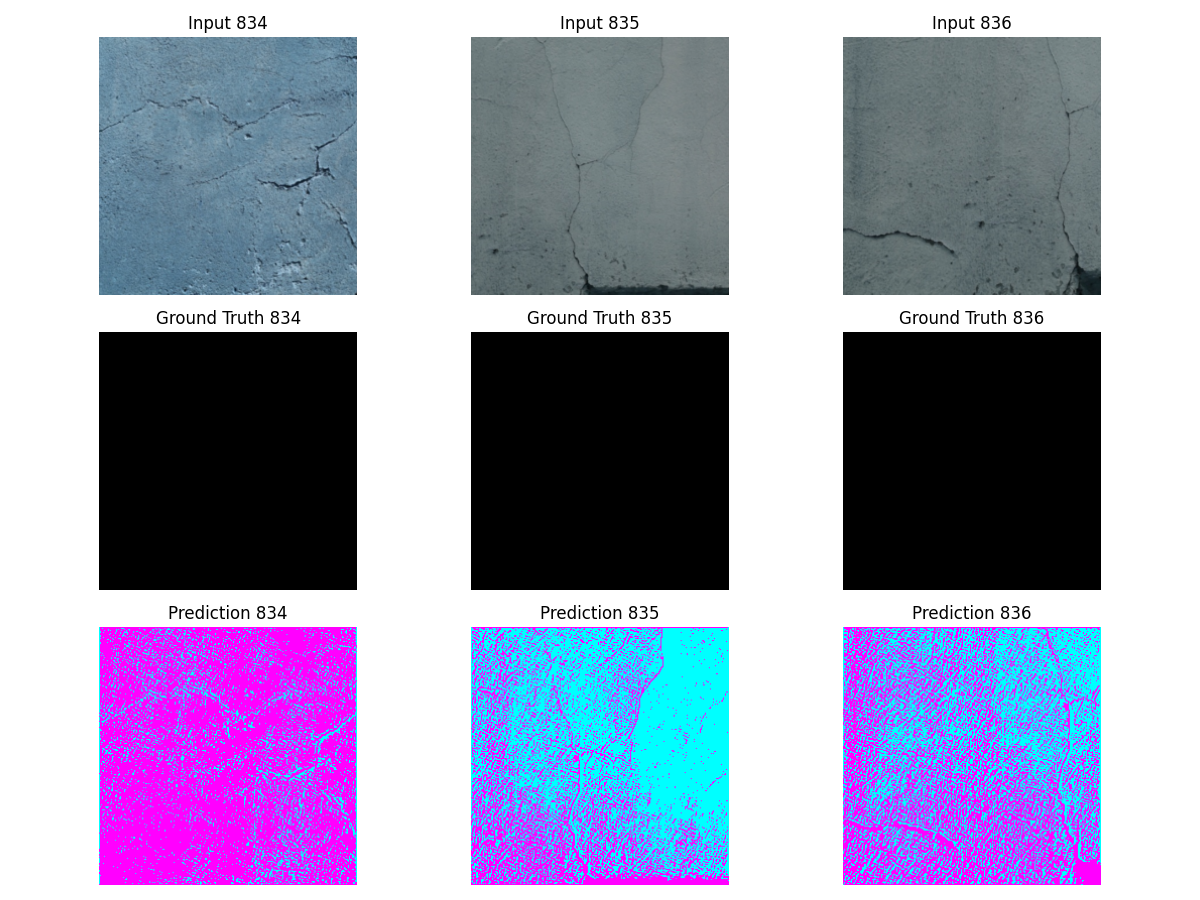 Input 834
Input 835
Input 836
Ground Truth 834
Ground Truth 835
Ground Truth 836
Prediction 834
Prediction 835
Prediction 836